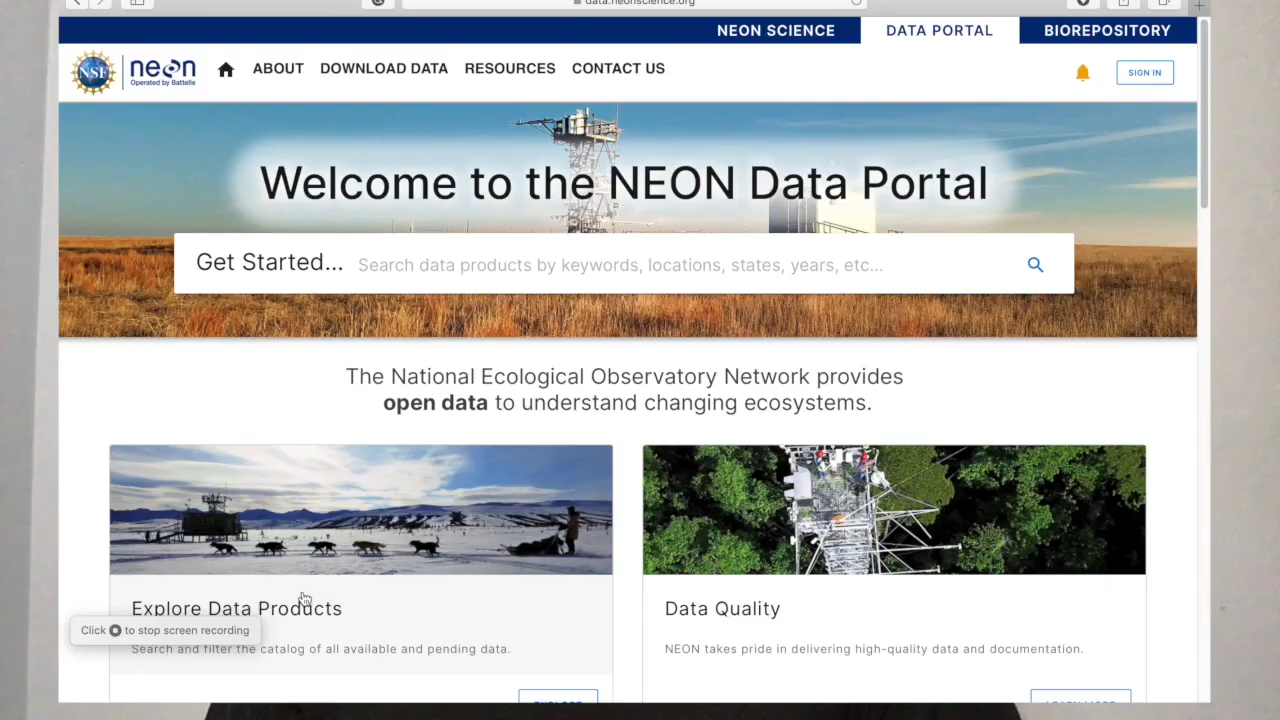 data.neonscience.org
NEON SCIENCE
DATA PORTAL
BIOREPOSITORY
NSF
neon
Operated by Battelle
ABOUT
DOWNLOAD DATA
RESOURCES
CONTACT US
SIGN IN
Welcome to the NEON Data Portal
Get Started...
Search data products by keywords, locations, states, years, etc...
The National Ecological Observatory Network provides
open data to understand changing ecosystems.
Explore Data Products
Data Quality
Click to stop screen recording
Search and filter the catalog of all available and pending data.
NEON takes pride in delivering high-quality data and documentation.
EXPLORE
LEARN MORE